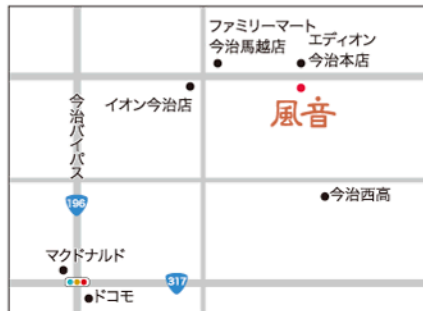 ファミリーマート
今治馬越店
エディオン
今治本店
イオン今治店
風音
今治バイパス
196
今治西高
マクドナルド
317
ドコモ